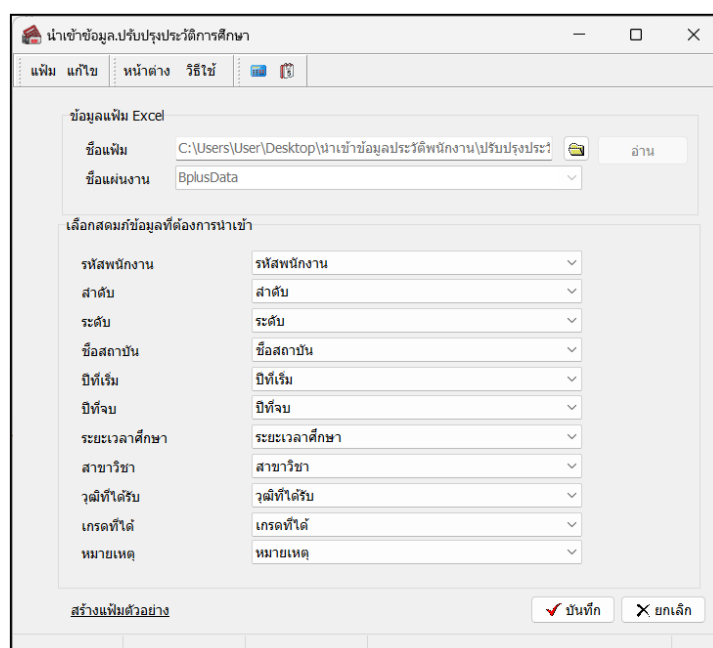 นำเข้าข้อมูล.ปรับปรุงประวัติการศึกษา
แฟ้ม แก้ไข หน้าต่าง วิธีใช้
ข้อมูลแฟ้ม Excel
ชื่อแฟ้ม C:\Users\User\Desktop\นำเข้าข้อมูลประวัติพนักงาน\ปรับปรุงประวั อ่าน
ชื่อแผ่นงาน BplusData
เลือกสดมภ์ข้อมูลที่ต้องการนำเข้า
รหัสพนักงาน รหัสพนักงาน
ลำดับ ลำดับ
ระดับ ระดับ
ชื่อสถาบัน ชื่อสถาบัน
ปีที่เริ่ม ปีที่เริ่ม
ปีที่จบ ปีที่จบ
ระยะเวลาศึกษา ระยะเวลาศึกษา
สาขาวิชา สาขาวิชา
วุฒิที่ได้รับ วุฒิที่ได้รับ
เกรดที่ได้ เกรดที่ได้
หมายเหตุ หมายเหตุ
สร้างแฟ้มตัวอย่าง บันทึก ยกเลิก